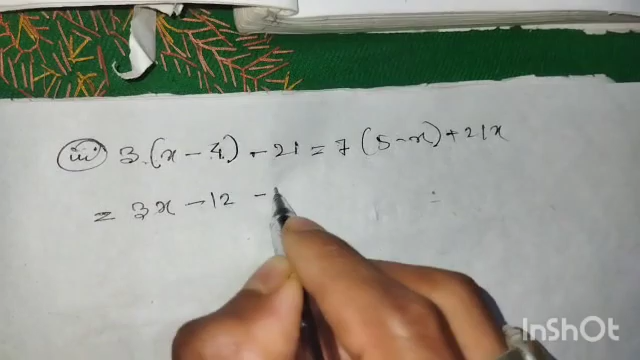 (iii) 3.(x - 4) - 21 = 7 (5-x) + 21x
= 3x - 12 -
InShOt